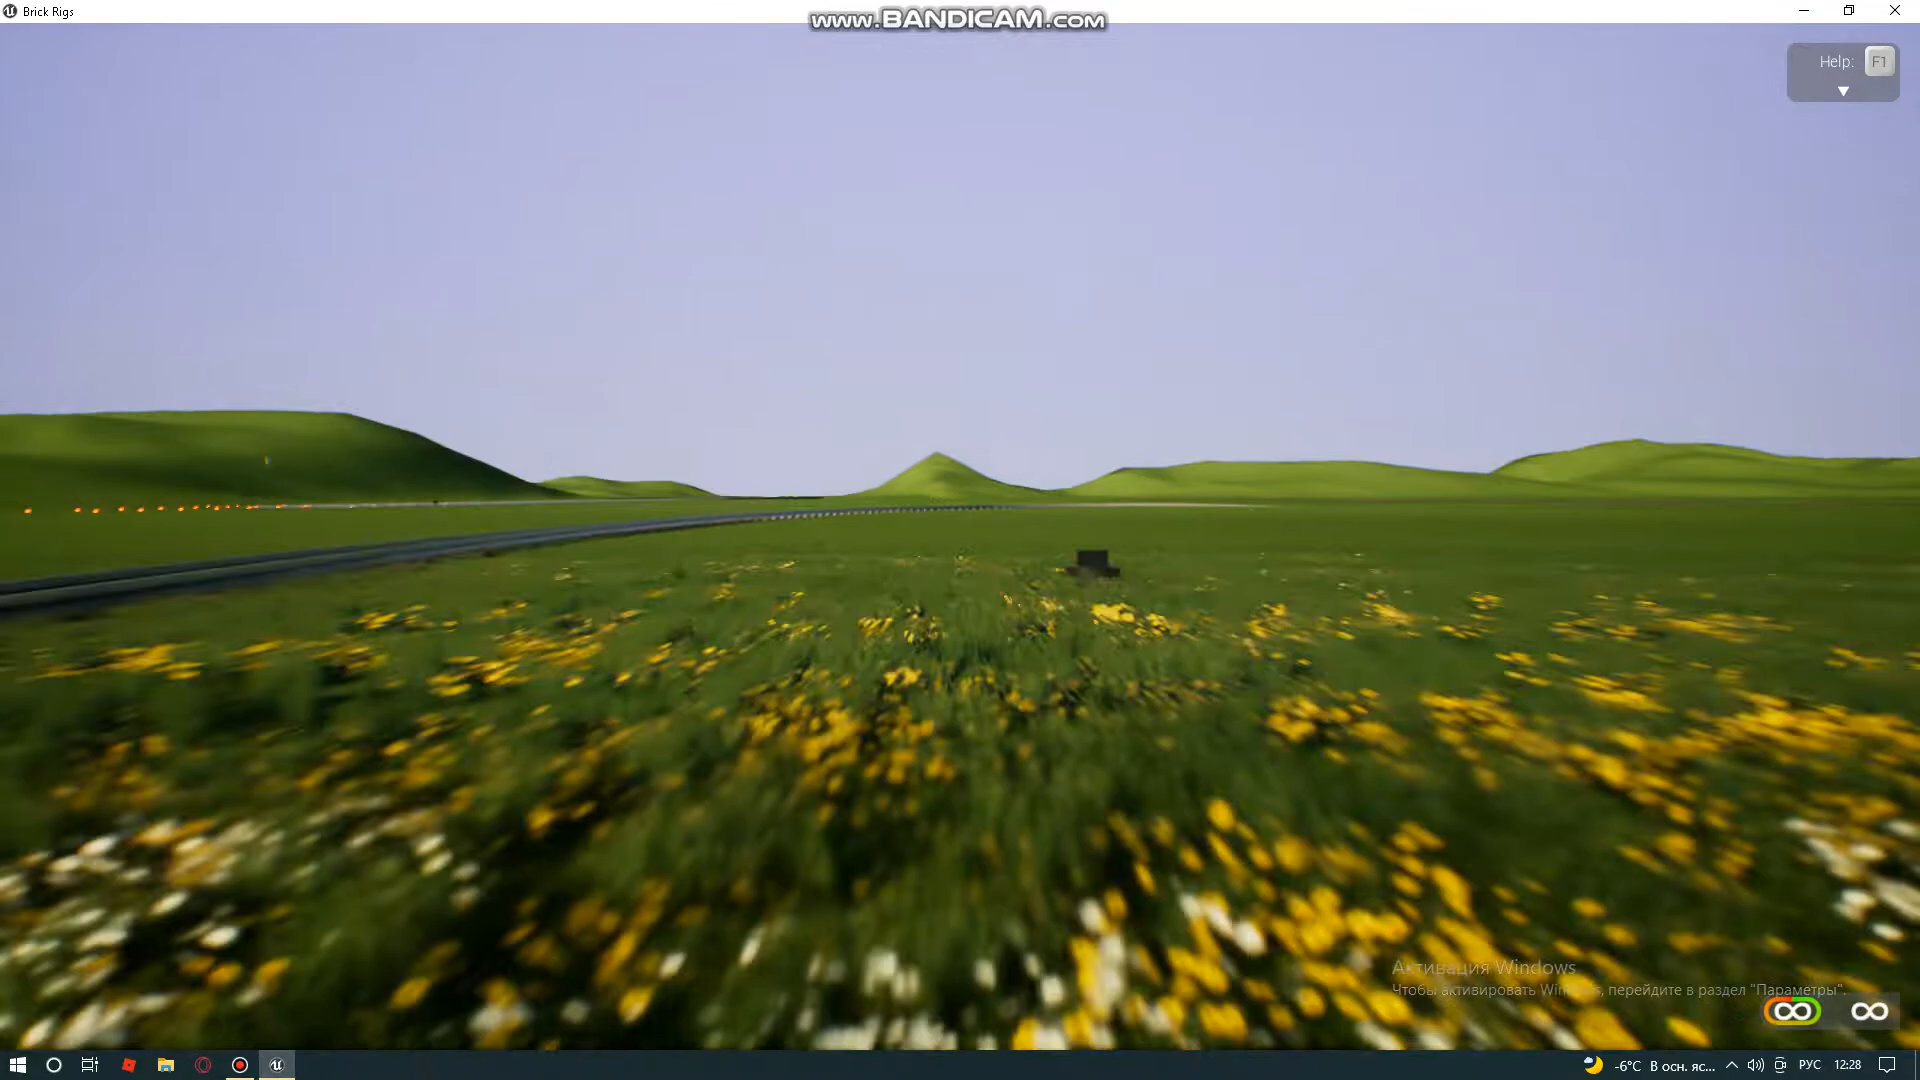 Brick Rigs
www.BANDICAM.com
Help: F1
Активация Windows
Чтобы активировать Windows, перейдите в раздел "Параметры".
-6°C В осн. яс... РУС 12:28